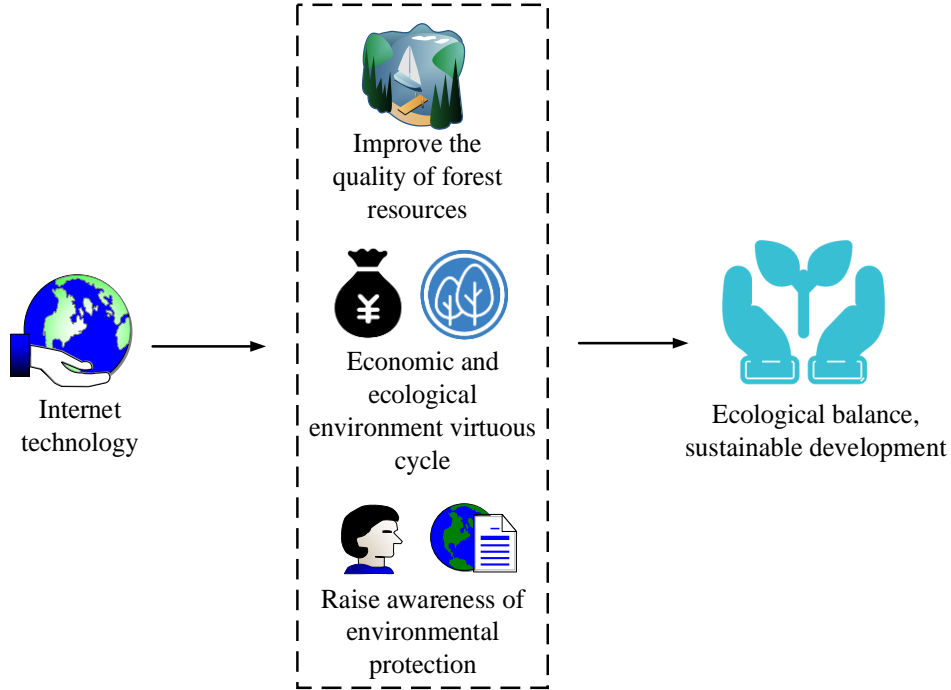 Improve the
quality of forest
resources
¥
Economic and
ecological
environment virtuous
cycle
Raise awareness of
environmental
protection
Internet
technology
Ecological balance,
sustainable development